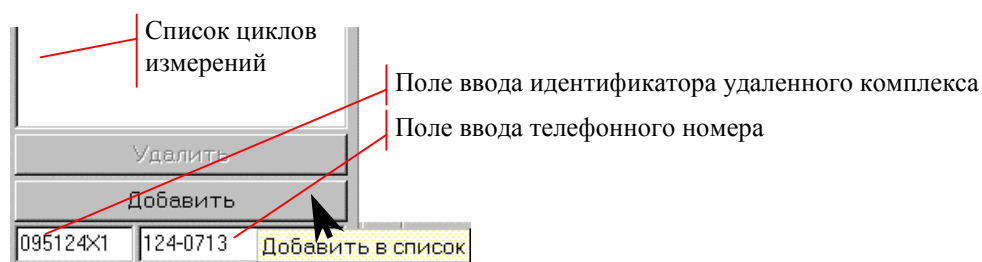 Список циклов
измерений
Поле ввода идентификатора удаленного комплекса
Поле ввода телефонного номера
Удалить
Добавить
095124X1
124-0713
Добавить в список